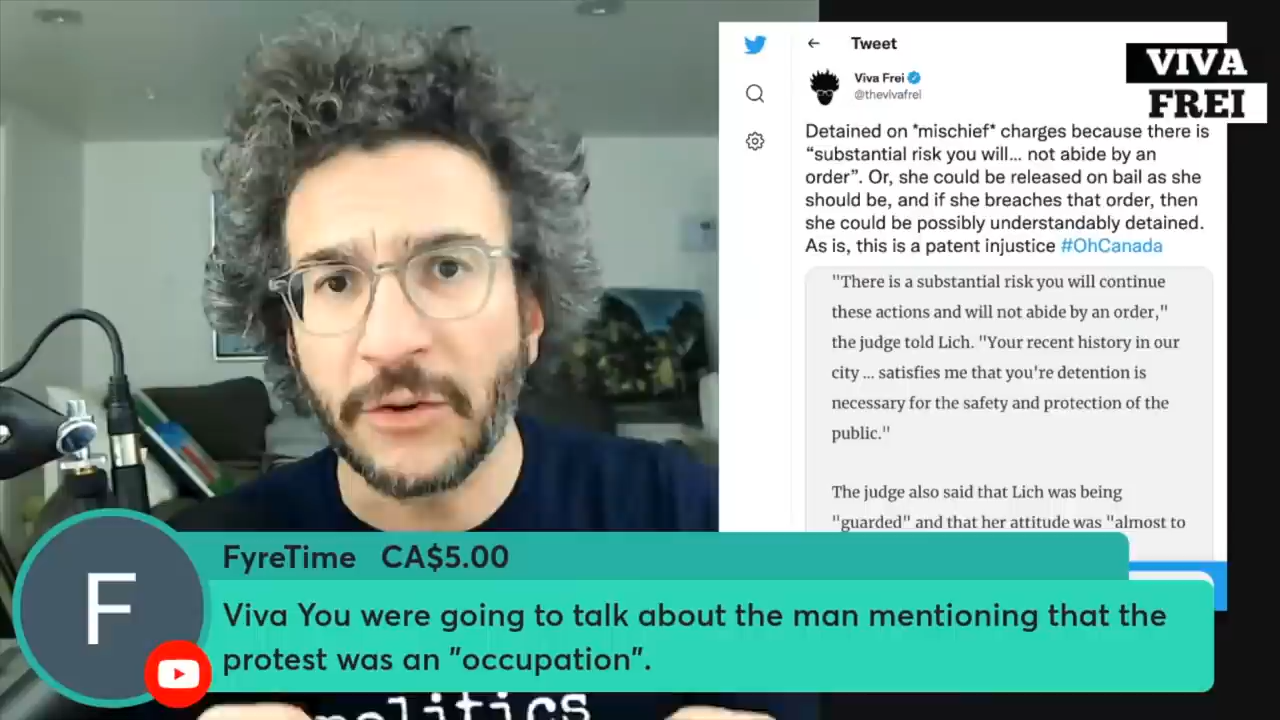 Tweet
VIVA
FREI
Viva Frei
@thevivafrei
Detained on *mischief* charges because there is
“substantial risk you will... not abide by an
order”. Or, she could be released on bail as she
should be, and if she breaches that order, then
she could be possibly understandably detained.
As is, this is a patent injustice #OhCanada
"There is a substantial risk you will continue
these actions and will not abide by an order,"
the judge told Lich. "Your recent history in our
city ... satisfies me that you're detention is
necessary for the safety and protection of the
public."
The judge also said that Lich was being
"guarded" and that her attitude was "almost to
F
FyreTime CA$5.00
Viva You were going to talk about the man mentioning that the
protest was an "occupation".
politics